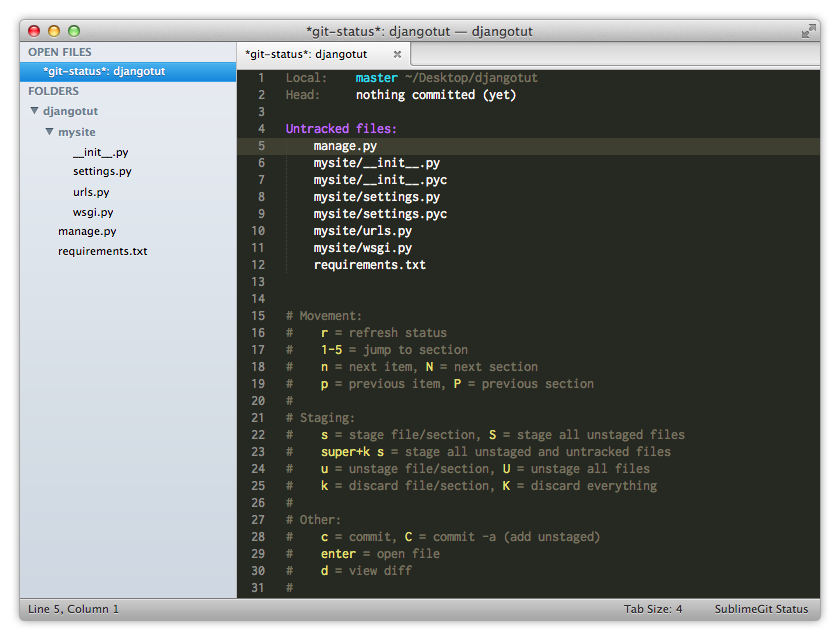 *git-status*: djangotut — djangotut
OPEN FILES
*git-status*: djangotut
FOLDERS
djangotut
mysite
__init__.py
settings.py
urls.py
wsgi.py
manage.py
requirements.txt
*git-status*: djangotut ×
1 Local: master ~/Desktop/djangotut
2 Head: nothing committed (yet)
3
4 Untracked files:
5 manage.py
6 mysite/__init__.py
7 mysite/__init__.pyc
8 mysite/settings.py
9 mysite/settings.pyc
10 mysite/urls.py
11 mysite/wsgi.py
12 requirements.txt
13
14
15 # Movement:
16 # r = refresh status
17 # 1-5 = jump to section
18 # n = next item, N = next section
19 # p = previous item, P = previous section
20 #
21 # Staging:
22 # s = stage file/section, S = stage all unstaged files
23 # super+k s = stage all unstaged and untracked files
24 # u = unstage file/section, U = unstage all files
25 # k = discard file/section, K = discard everything
26 #
27 # Other:
28 # c = commit, C = commit -a (add unstaged)
29 # enter = open file
30 # d = view diff
31 #
Line 5, Column 1
Tab Size: 4
SublimeGit Status